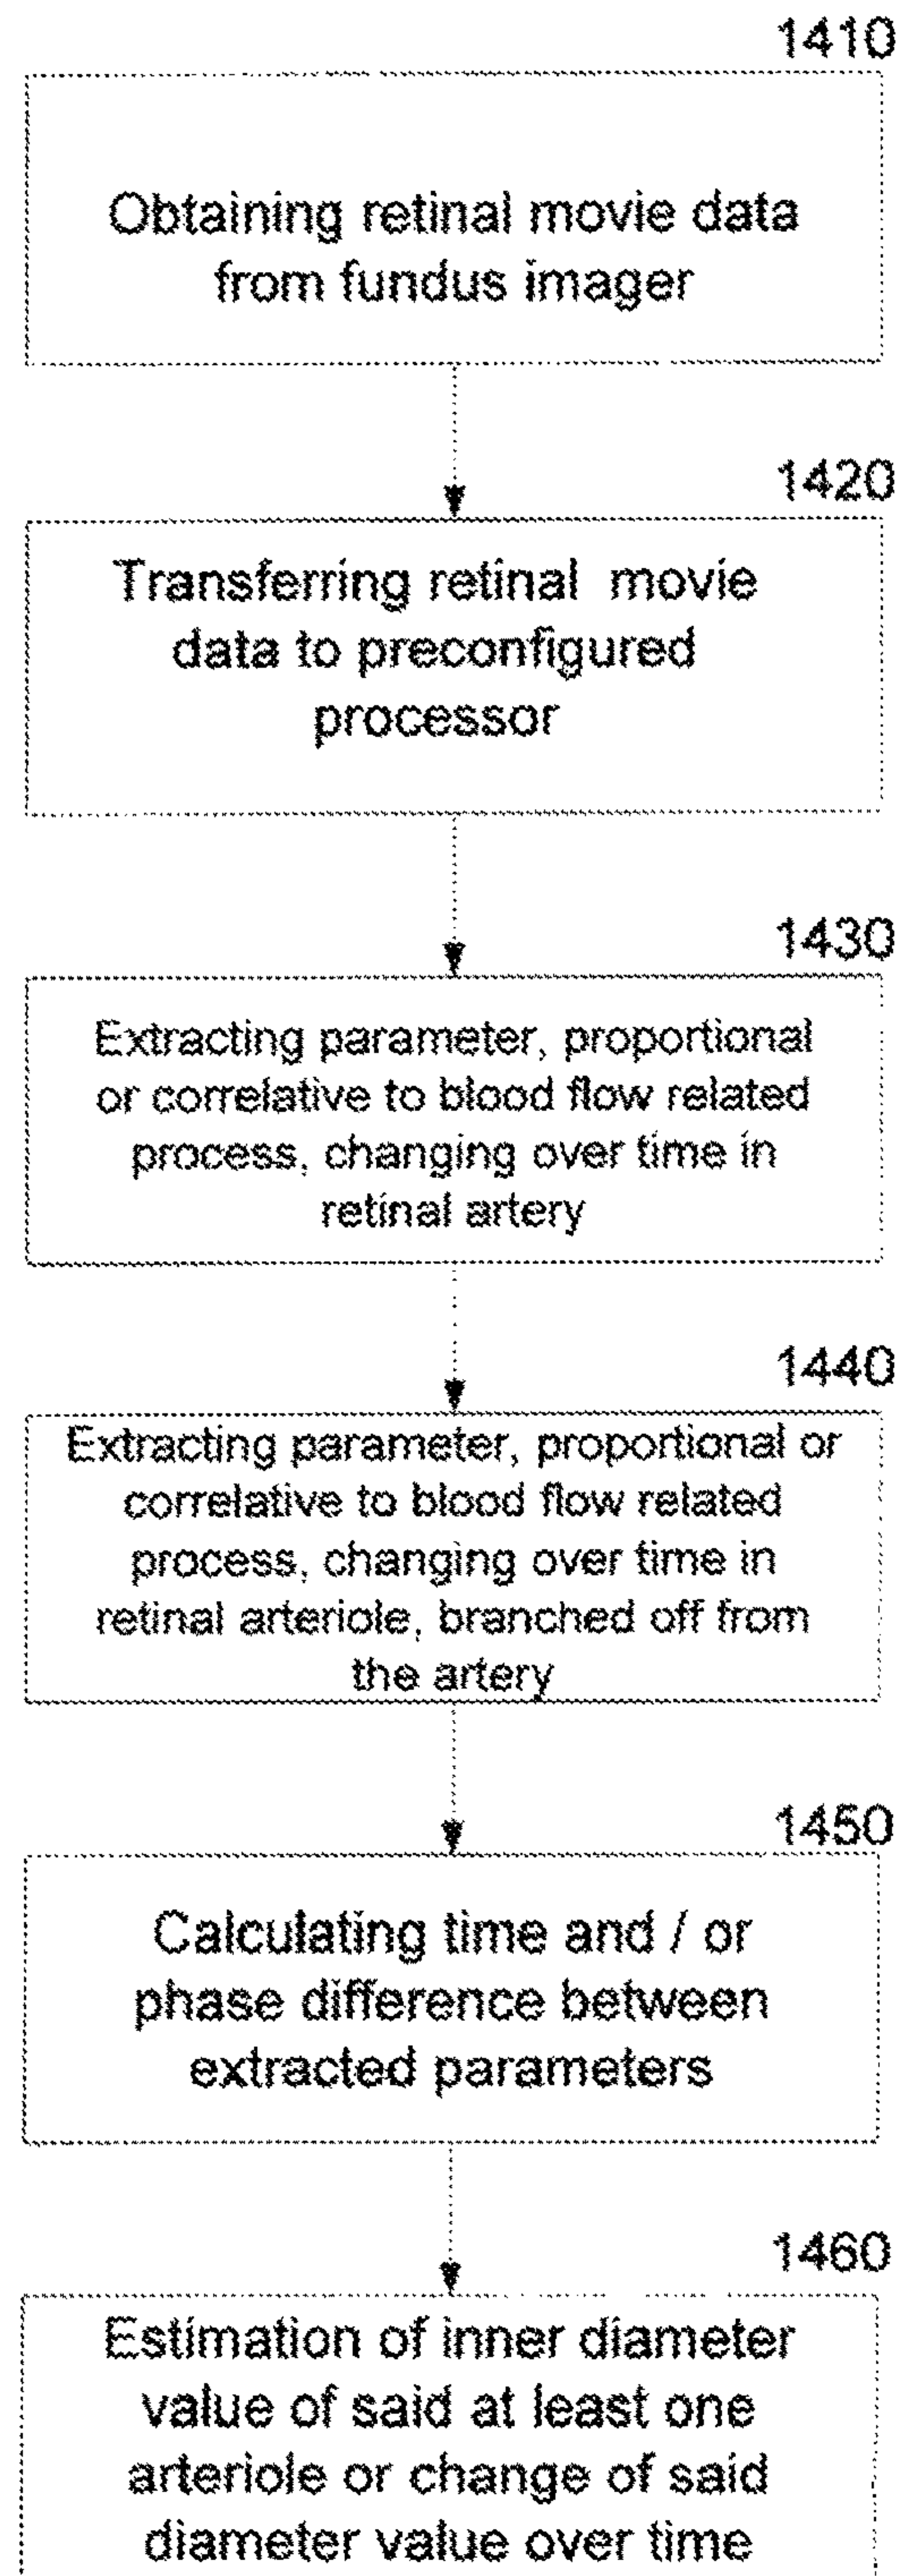 1410
Obtaining retinal movie data
from fundus imager
1420
Transferring retinal movie
data to preconfigured
processor
1430
Extracting parameter, proportional
or correlative to blood flow related
process, changing over time in
retinal artery
1440
Extracting parameter, proportional or
correlative to blood flow related
process, changing over time in
retinal arteriole, branched off from
the artery
1450
Calculating time and / or
phase difference between
extracted parameters
1460
Estimation of inner diameter
value of said at least one
arteriole or change of said
diameter value over time